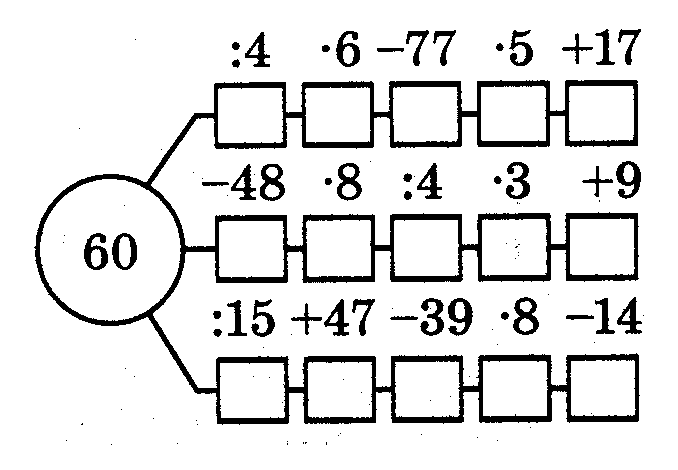 :4 ·6 –77 ·5 +17
–48 ·8 :4 ·3 +9
60
:15 +47 –39 ·8 –14